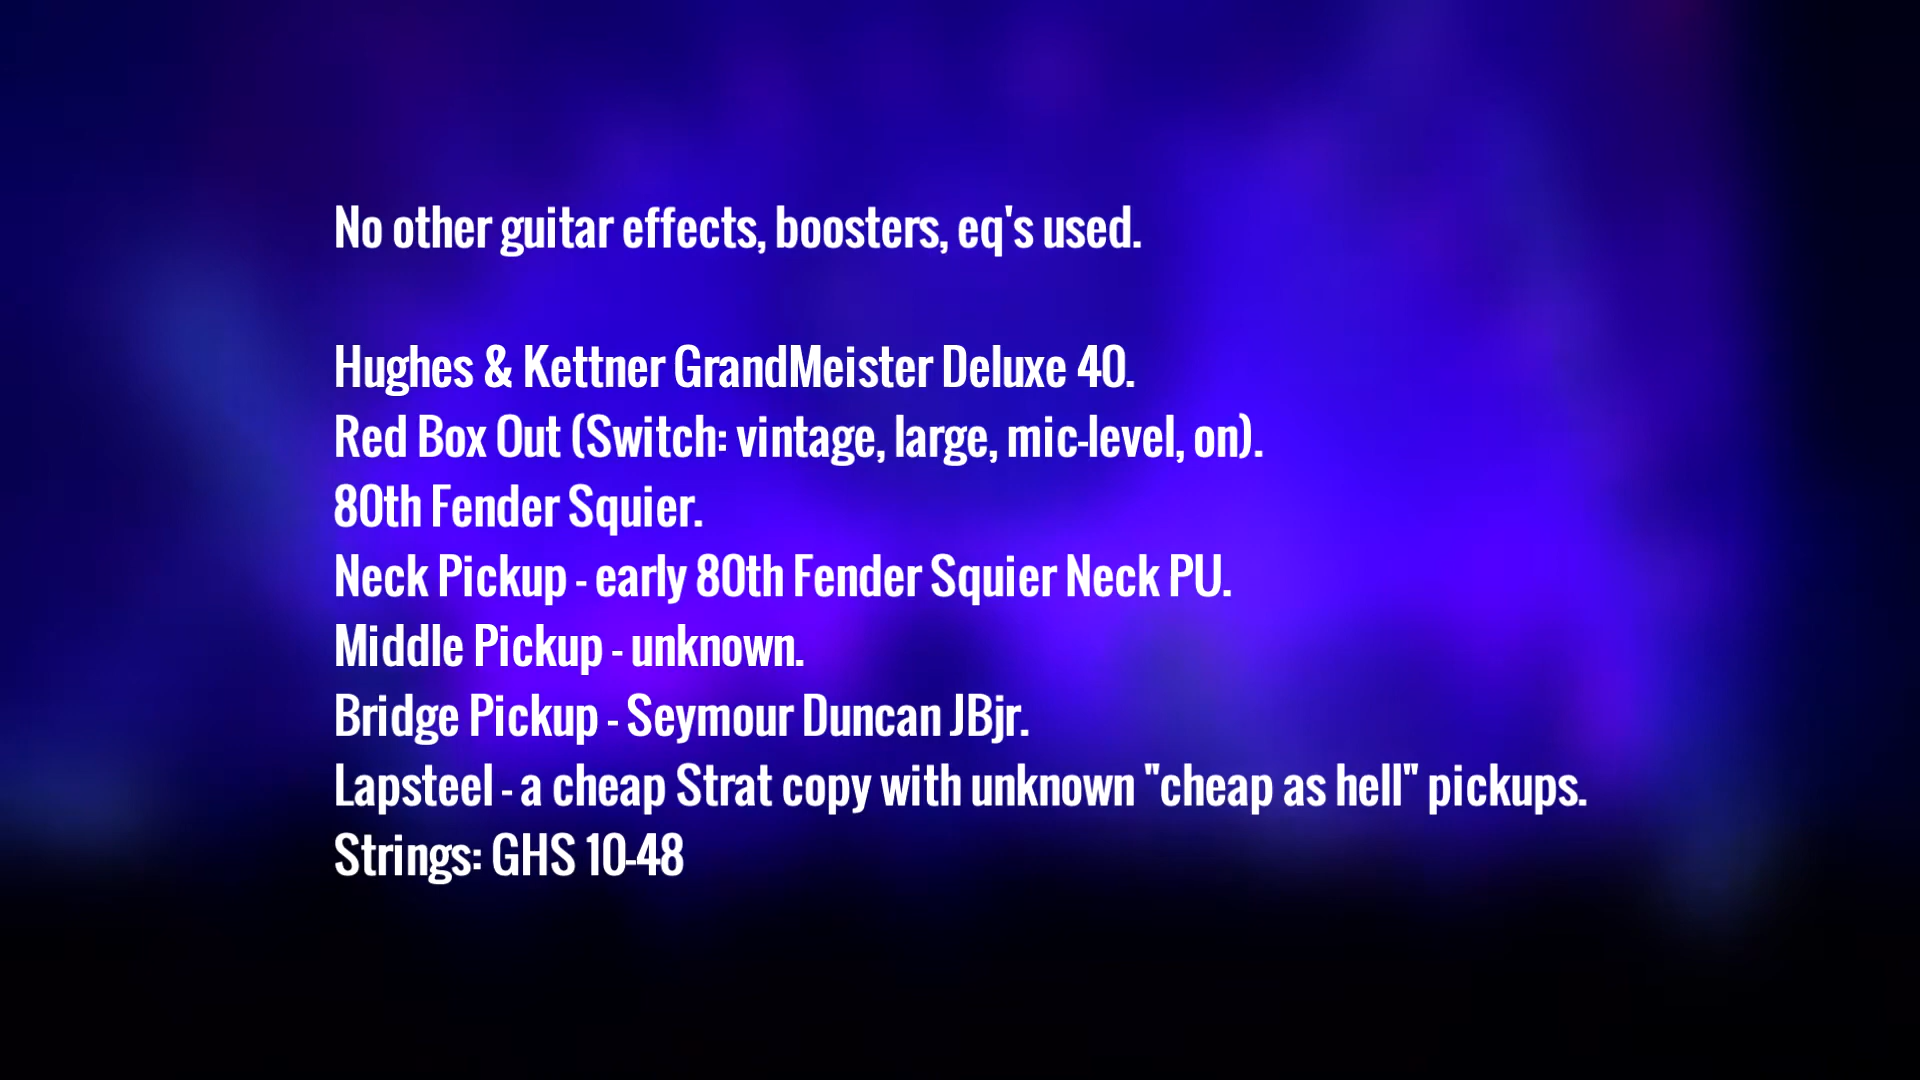 No other guitar effects, boosters, eq's used.
Hughes & Kettner GrandMeister Deluxe 40.
Red Box Out (Switch: vintage, large, mic-level, on).
80th Fender Squier.
Neck Pickup - early 80th Fender Squier Neck PU.
Middle Pickup - unknown.
Bridge Pickup - Seymour Duncan JBjr.
Lapsteel - a cheap Strat copy with unknown "cheap as hell" pickups.
Strings: GHS 10-48